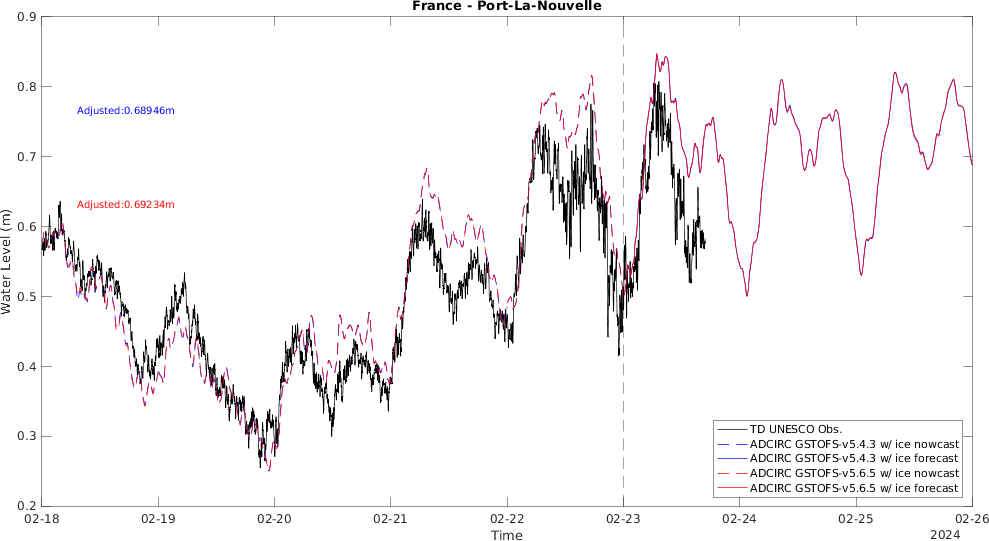 France - Port-La-Nouvelle
0.9
0.8
0.7
0.6
0.5
0.4
0.3
0.2
Water Level (m)
Adjusted:0.68946m
Adjusted:0.69234m
TD UNESCO Obs.
ADCIRC GSTOFS-v5.4.3 w/ ice nowcast
ADCIRC GSTOFS-v5.4.3 w/ ice forecast
ADCIRC GSTOFS-v5.6.5 w/ ice nowcast
ADCIRC GSTOFS-v5.6.5 w/ ice forecast
02-18 02-19 02-20 02-21 02-22 02-23 02-24 02-25 02-26
Time
2024